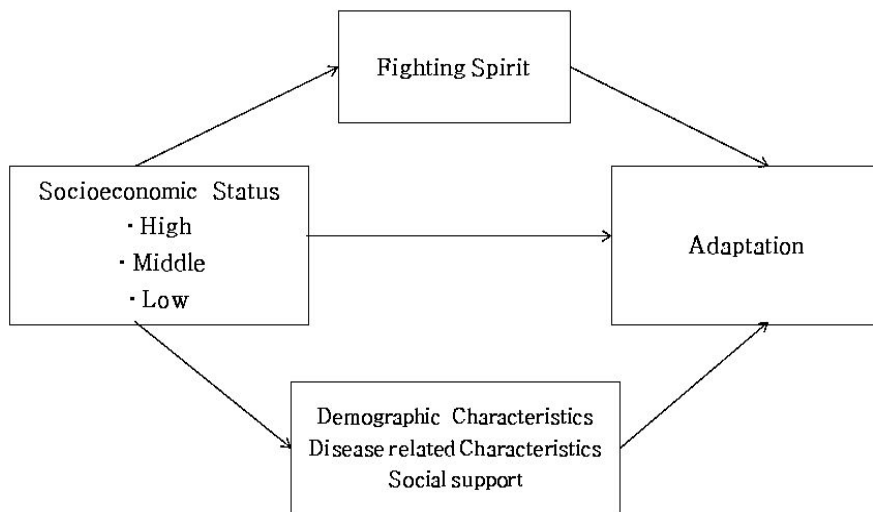 Fighting Spirit
Socioeconomic Status
· High
· Middle
· Low
Adaptation
Demographic Characteristics
Disease related Characteristics
Social support